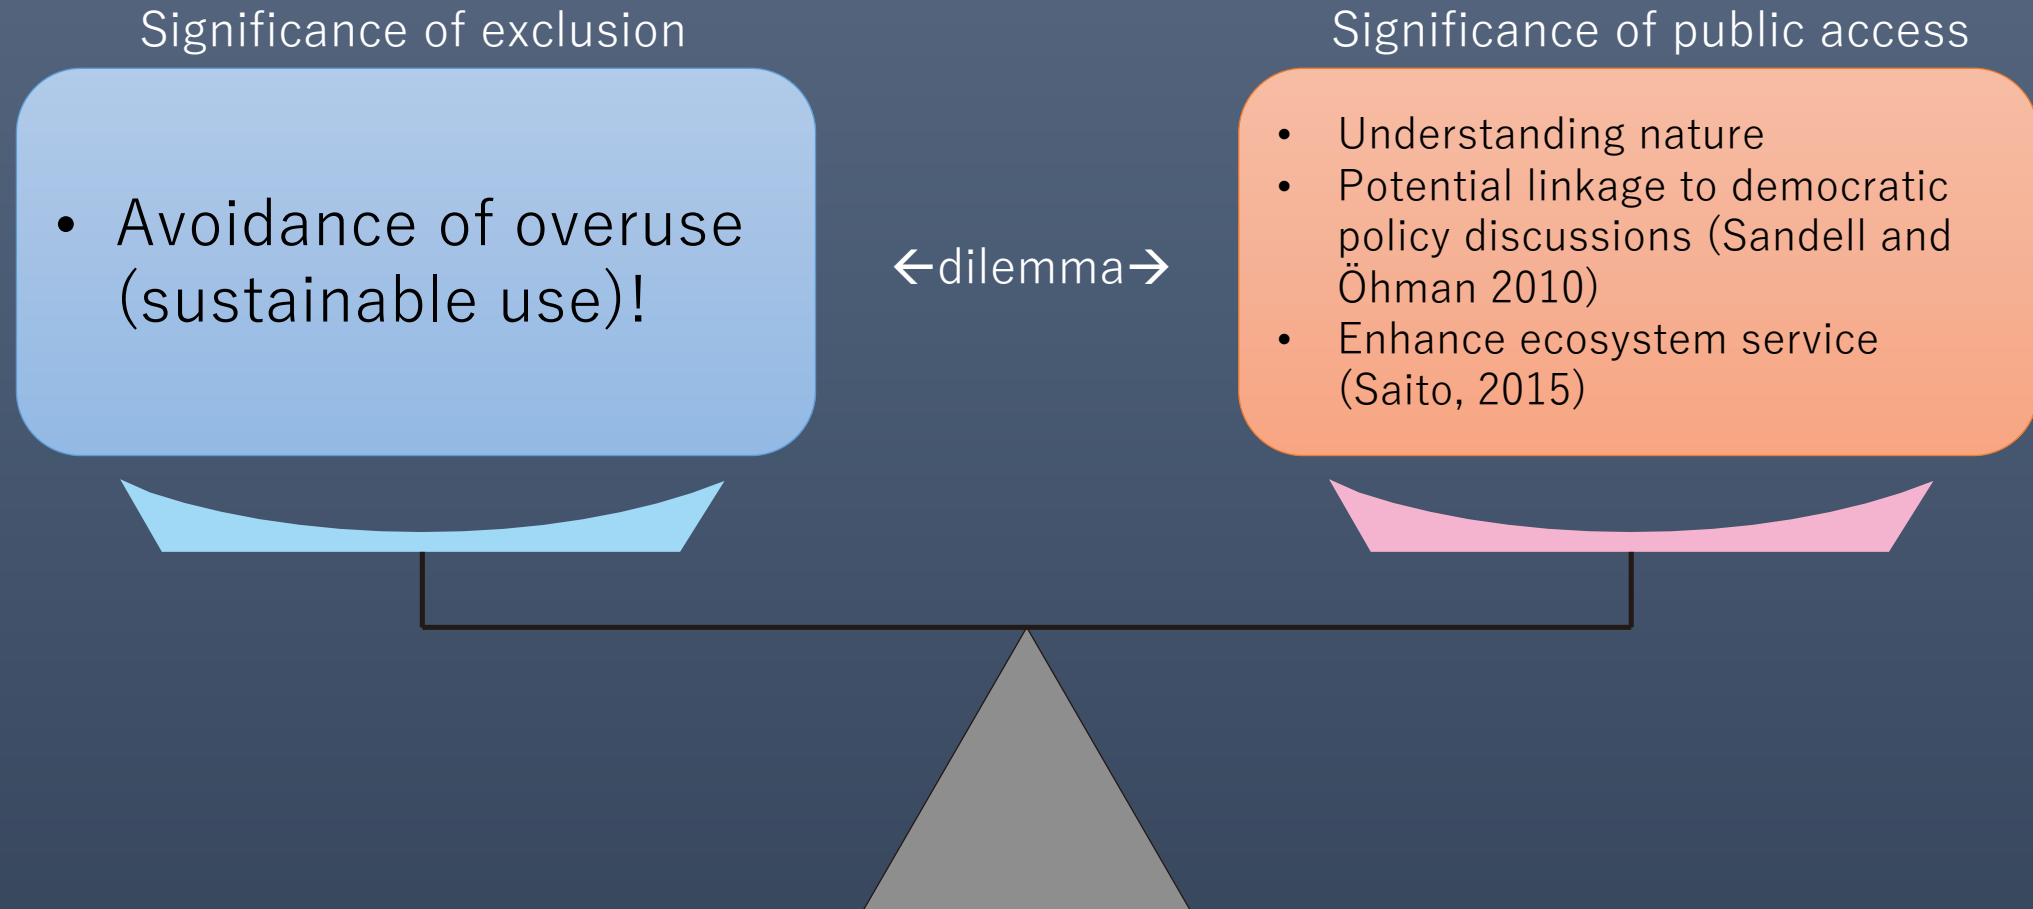 Significance of exclusion
• Avoidance of overuse
(sustainable use)!
←dilemma→
Significance of public access
• Understanding nature
• Potential linkage to democratic
policy discussions (Sandell and
Öhman 2010)
• Enhance ecosystem service
(Saito, 2015)